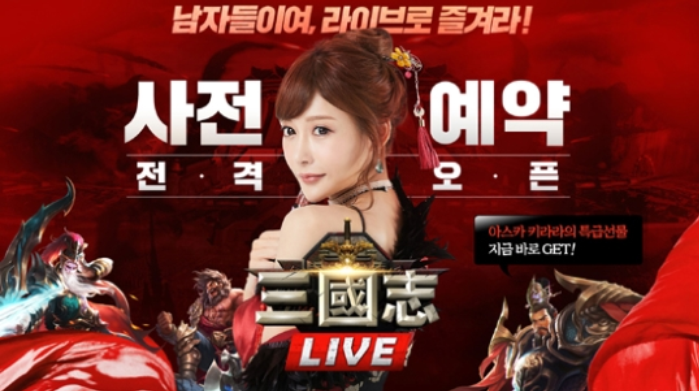 남자들이여, 라이브로 즐겨라!
사전 예약
전·격 오·픈
아스카 키라라의 특급선물
지금 바로 GET!
三國志
LIVE